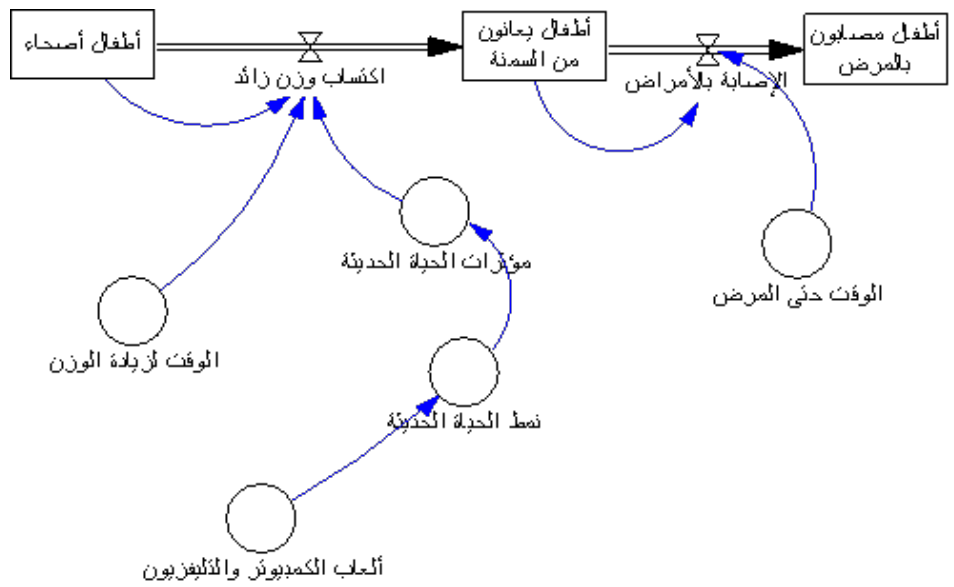 أطفال أصحاء
أطفال يعانون
من السمنة
أطفال مصابون
بالمرض
اكتساب وزن زائد
الإصابة بالأمراض
مؤثرات الحياة الحديثة
الوقت حتى المرض
الوقت لزيادة الوزن
نمط الحياة الحديثة
ألعاب الكمبيوتر والتليفزيون